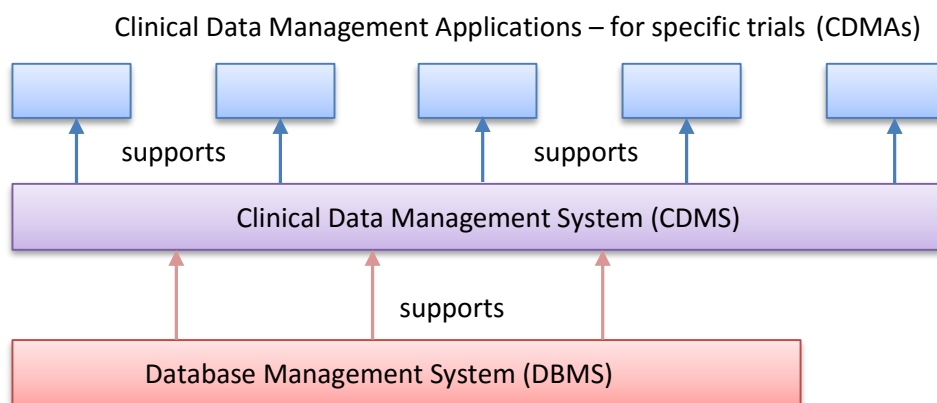 Clinical Data Management Applications – for specific trials (CDMAs)
supports supports
Clinical Data Management System (CDMS)
supports
Database Management System (DBMS)